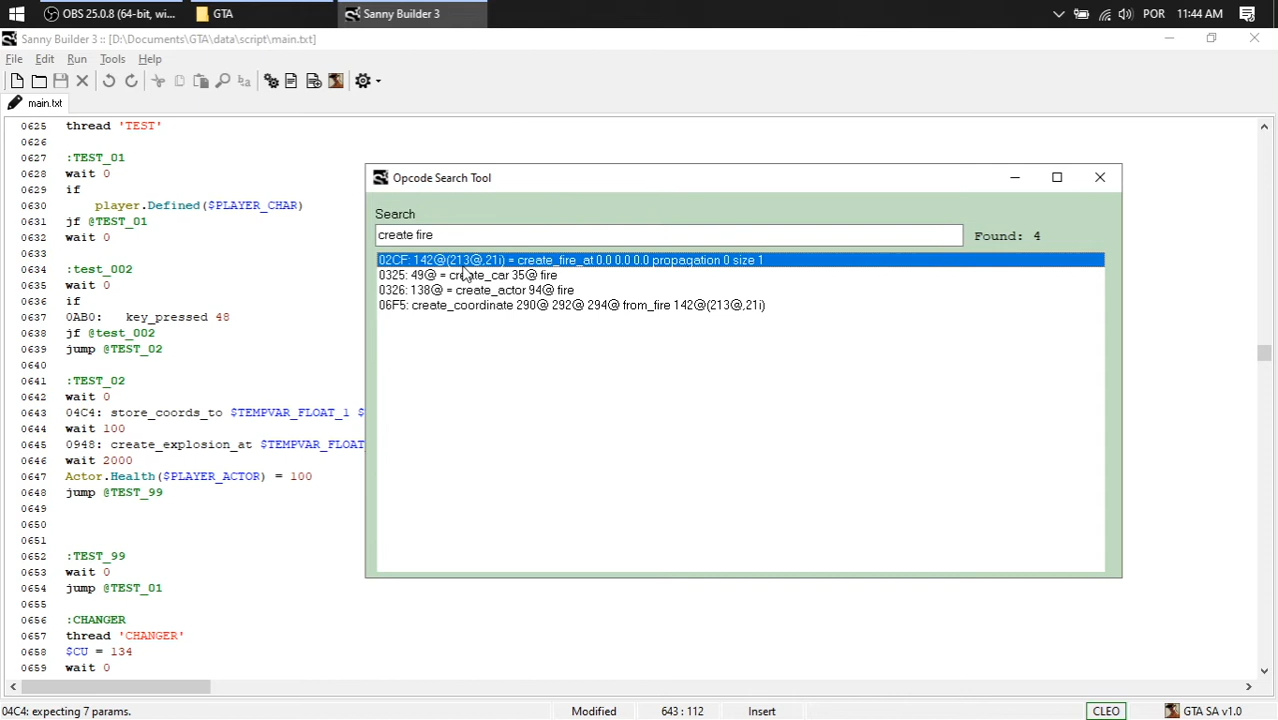 OBS 25.0.8 (64-bit, wi...
GTA
Sanny Builder 3
POR
11:44 AM
Sanny Builder 3 :: [D:\Documents\GTA\data\script\main.txt]
File Edit Run Tools Help
main.txt
0625 thread 'TEST'
0626
0627 :TEST_01
0628 wait 0
0629 if
0630 player.Defined($PLAYER_CHAR)
0631 jf @TEST_01
0632 wait 0
0634 :test_002
0635 wait 0
0636 if
0637 0AB0: key_pressed 48
0638 jf @test_002
0639 jump @TEST_02
0640
0641 :TEST_02
0642 wait 0
0643 04C4: store_coords_to $TEMPVAR_FLOAT_1 $
0644 wait 100
0645 0948: create_explosion_at $TEMPVAR_FLOAT_
0646 wait 2000
0647 Actor.Health($PLAYER_ACTOR) = 100
0648 jump @TEST_99
0649
0650
0651
0652 :TEST_99
0653 wait 0
0654 jump @TEST_01
0655
0656 :CHANGER
0657 thread 'CHANGER'
0658 $CU = 134
0659 wait 0
Opcode Search Tool
Search
create fire
Found: 4
02CF: 142@(213@,21i) = create_fire_at 0.0 0.0 0.0 propagation 0 size 1
0325: 49@ = create_car 35@ fire
0326: 138@ = create_actor 94@ fire
06F5: create_coordinate 290@ 292@ 294@ from_fire 142@(213@,21i)
04C4: expecting 7 params.
Modified
643 : 112
Insert
CLEO
GTA SA v1.0